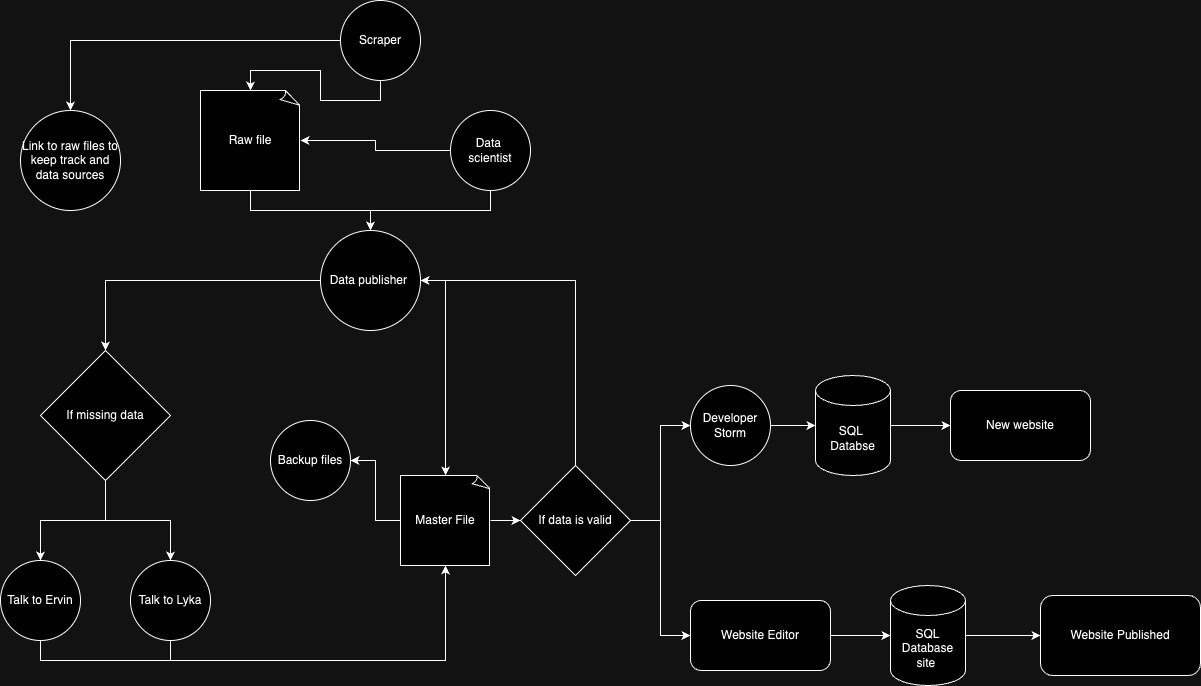 Scraper
Link to raw files to
keep track and
data sources
Raw file
Data
scientist
Data publisher
If missing data
Backup files
Developer
Storm
SQL
Databse
New website
Master File
If data is valid
Talk to Ervin
Talk to Lyka
Website Editor
SQL
Database
site
Website Published